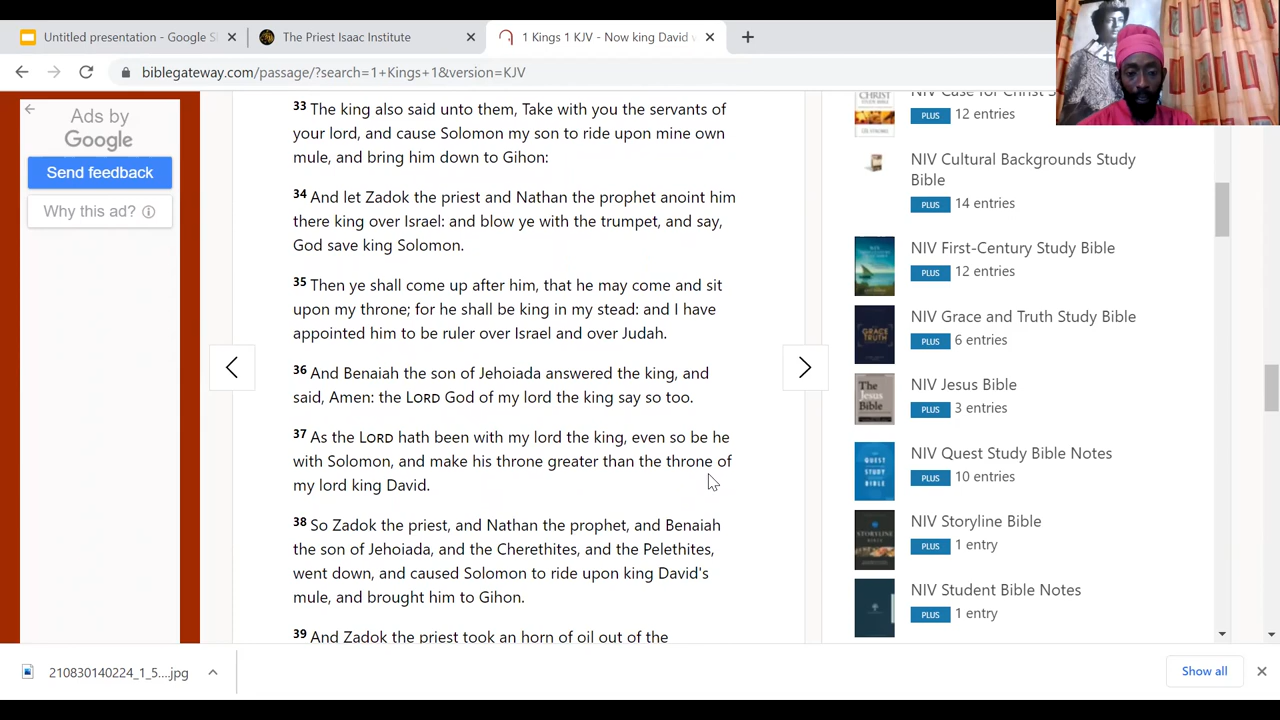 Untitled presentation - Google S
The Priest Isaac Institute
1 Kings 1 KJV - Now king David w
biblegateway.com/passage/?search=1+Kings+1&version=KJV
Ads by
Google
Send feedback
Why this ad?
33 The king also said unto them, Take with you the servants of
your lord, and cause Solomon my son to ride upon mine own
mule, and bring him down to Gihon:
34 And let Zadok the priest and Nathan the prophet anoint him
there king over Israel: and blow ye with the trumpet, and say,
God save king Solomon.
35 Then ye shall come up after him, that he may come and sit
upon my throne; for he shall be king in my stead: and I have
appointed him to be ruler over Israel and over Judah.
36 And Benaiah the son of Jehoiada answered the king, and
said, Amen: the LORD God of my lord the king say so too.
37 As the LORD hath been with my lord the king, even so be he
with Solomon, and make his throne greater than the throne of
my lord king David.
38 So Zadok the priest, and Nathan the prophet, and Benaiah
the son of Jehoiada, and the Cherethites, and the Pelethites,
went down, and caused Solomon to ride upon king David's
mule, and brought him to Gihon.
39 And Zadok the priest took an horn of oil out of the
NIV Case for Christ S
PLUS 12 entries
NIV Cultural Backgrounds Study
Bible
PLUS 14 entries
NIV First-Century Study Bible
PLUS 12 entries
NIV Grace and Truth Study Bible
PLUS 6 entries
NIV Jesus Bible
PLUS 3 entries
NIV Quest Study Bible Notes
PLUS 10 entries
NIV Storyline Bible
PLUS 1 entry
NIV Student Bible Notes
PLUS 1 entry
CHRIST
GRACE
TRUTH
The
Jesus
Bible
QUEST
STUDY
BIBLE
STORYLINE
BIBLE
210830140224_1_5....jpg
Show all